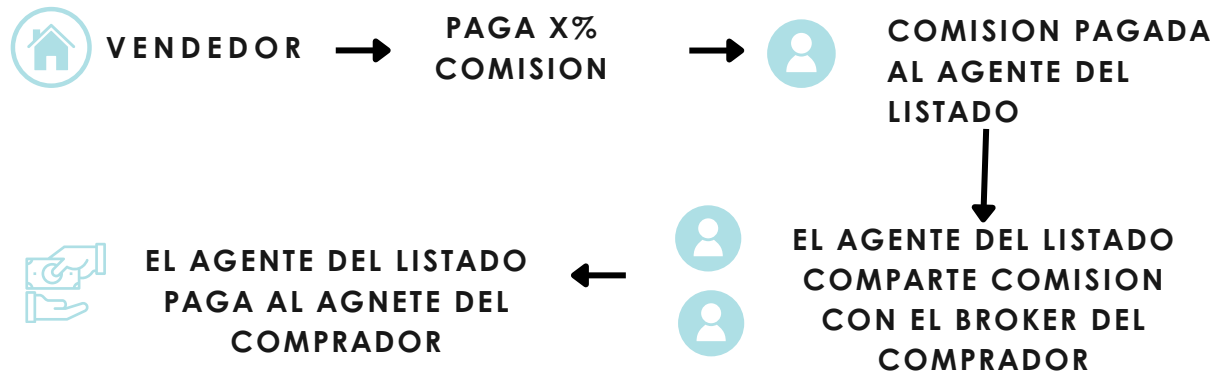 VENDEDOR
PAGA X%
COMISION
COMISION PAGADA
AL AGENTE DEL
LISTADO
EL AGENTE DEL LISTADO
COMPARTE COMISION
CON EL BROKER DEL
COMPRADOR
EL AGENTE DEL LISTADO
PAGA AL AGNETE DEL
COMPRADOR